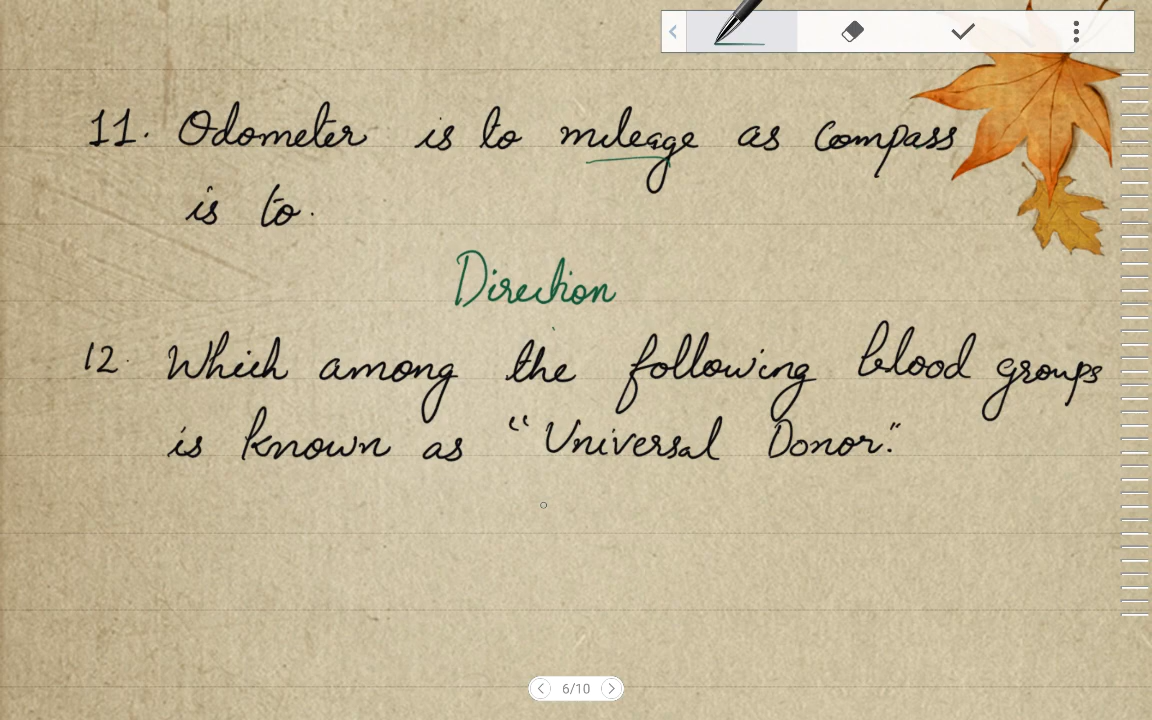 11. Odometer is to mileage as Compass
is to.
Direction
12. Which among the following blood groups
is known as "Universal Donor."
6/10